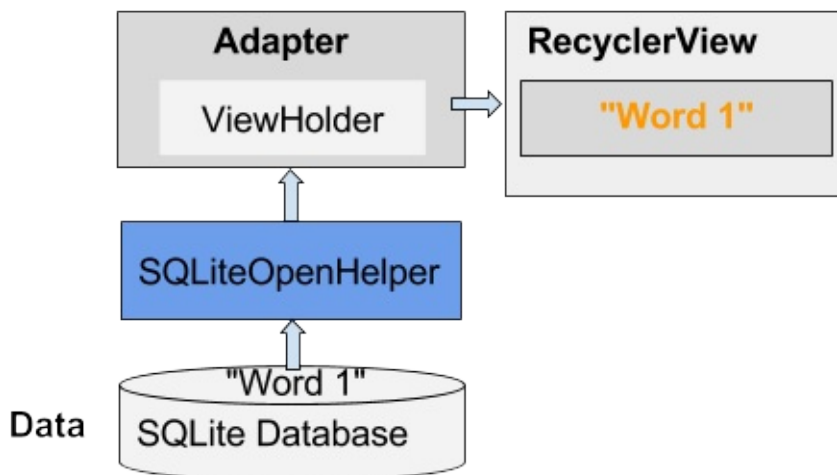 Adapter
ViewHolder
RecyclerView
"Word 1"
SQLiteOpenHelper
"Word 1"
Data
SQLite Database